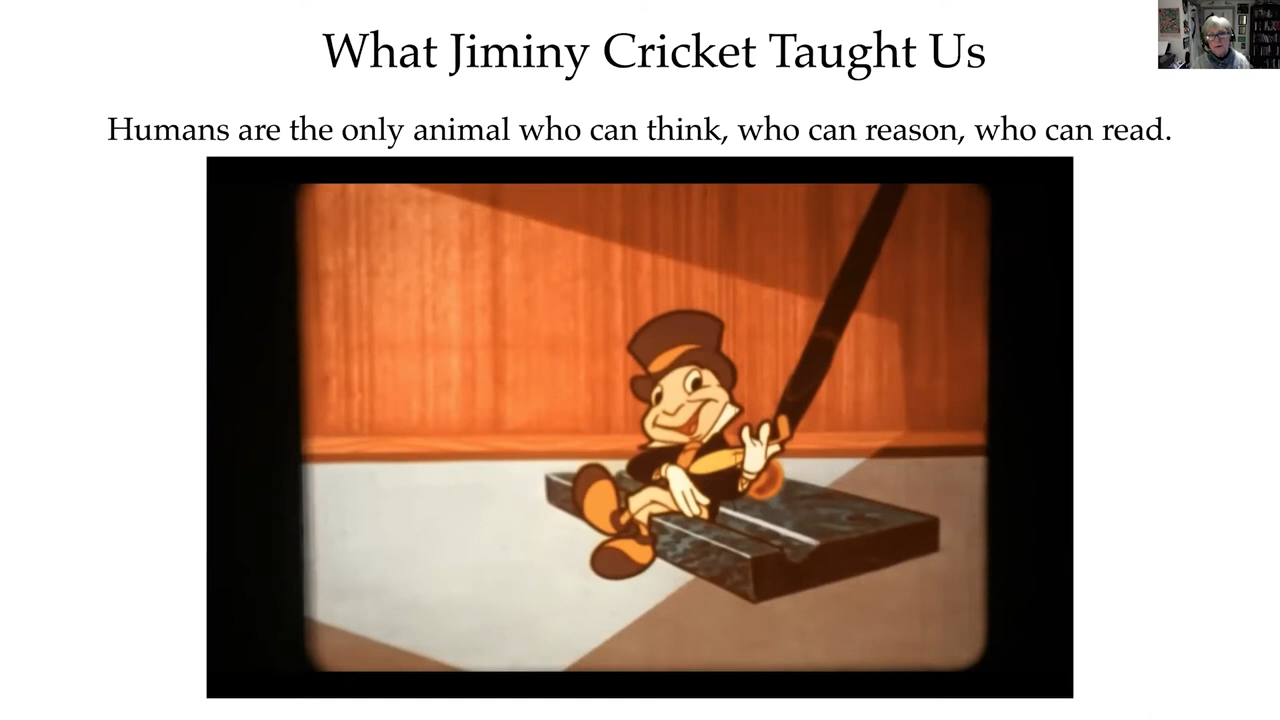 What Jiminy Cricket Taught Us
Humans are the only animal who can think, who can reason, who can read.